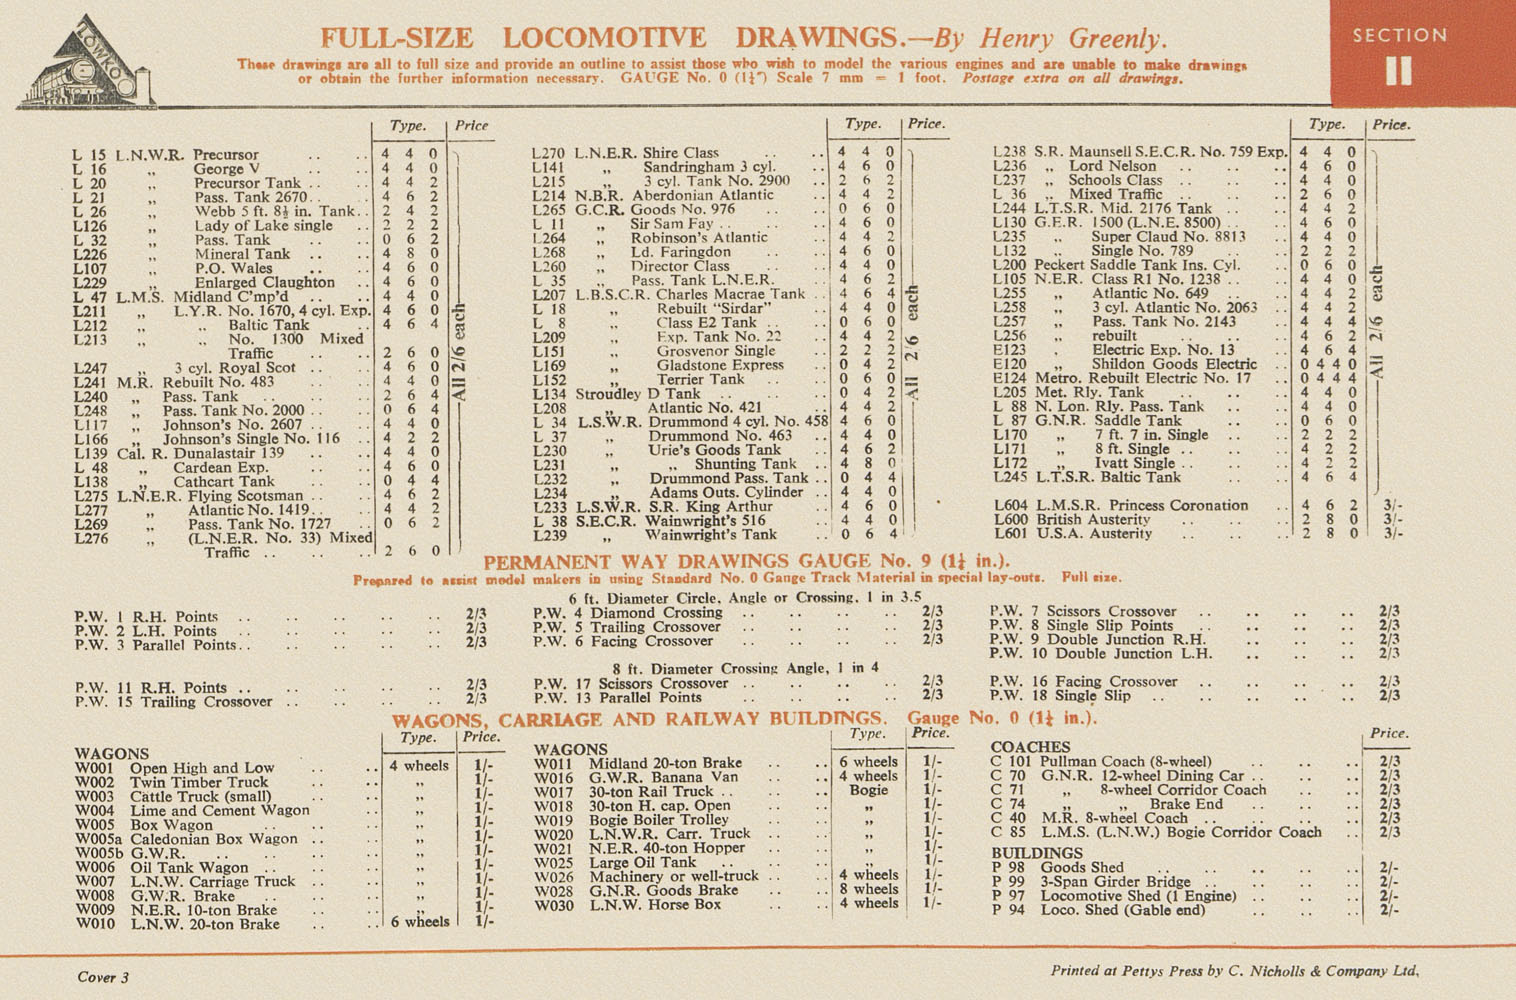 LOWKO
FULL-SIZE LOCOMOTIVE DRAWINGS.—By Henry Greenly.
These drawings are all to full size and provide an outline to assist those who wish to model the various engines and are unable to make drawings
or obtain the further information necessary. GAUGE No. 0 (1¼") Scale 7 mm = 1 foot. Postage extra on all drawings.
SECTION
II
Type. Price
L 15 L.N.W.R. Precursor .. .. 4 4 0
L 16 ,, George V .. .. 4 4 0
L 20 ,, Precursor Tank .. .. 4 4 2
L 21 ,, Pass. Tank 2670 .. .. 4 6 2
L 26 ,, Webb 5 ft. 8½ in. Tank .. 2 4 2
L126 ,, Lady of Lake single .. 2 2 2
L 32 ,, Pass. Tank .. .. 0 6 2
L226 ,, Mineral Tank .. .. 4 8 0
L107 ,, P.O. Wales .. .. 4 6 0
L229 ,, Enlarged Claughton .. 4 6 0
L 47 L.M.S. Midland C'mp'd .. .. 4 4 0
L211 ,, L.Y.R. No. 1670, 4 cyl. Exp. 4 6 0
L212 ,, ,, Baltic Tank .. 4 6 4
L213 ,, ,, No. 1300 Mixed
Traffic .. .. 2 6 0
L247 ,, 3 cyl. Royal Scot .. .. 4 6 0
L241 M.R. Rebuilt No. 483 .. .. 4 4 0
L240 ,, Pass. Tank .. .. 2 6 4
L248 ,, Pass. Tank No. 2000 .. .. 0 6 4
L117 ,, Johnson's No. 2607 .. .. 4 4 0
L166 ,, Johnson's Single No. 116 .. 4 2 2
L139 Cal. R. Dunalastair 139 .. .. 4 4 0
L 48 ,, Cardean Exp. .. .. 4 6 0
L138 ,, Cathcart Tank .. .. 0 4 4
L275 L.N.E.R. Flying Scotsman .. .. 4 6 2
L277 ,, Atlantic No. 1419 .. .. 4 4 2
L269 ,, Pass. Tank No. 1727 .. 0 6 2
L276 ,, (L.N.E.R. No. 33) Mixed
Traffic .. .. .. 2 6 0
All 2/6 each
Type. Price.
L270 L.N.E.R. Shire Class .. .. 4 4 0
L141 ,, Sandringham 3 cyl. .. 4 6 0
L215 ,, 3 cyl. Tank No. 2900 .. 2 6 2
L214 N.B.R. Aberdonian Atlantic .. 4 4 2
L265 G.C.R. Goods No. 976 .. .. 0 6 0
L 11 ,, Sir Sam Fay .. .. 4 6 0
L264 ,, Robinson's Atlantic .. 4 4 2
L268 ,, Ld. Faringdon .. .. 4 6 0
L260 ,, Director Class .. .. 4 4 0
L 35 ,, Pass. Tank L.N.E.R. .. 4 6 2
L207 L.B.S.C.R. Charles Macrae Tank .. 4 6 4
L 18 ,, Rebuilt "Sirdar" .. 4 4 0
L 8 ,, Class E2 Tank .. .. 0 6 0
L209 ,, Exp. Tank No. 22 .. 4 4 2
L151 ,, Grosvenor Single .. 2 2 2
L169 ,, Gladstone Express .. 0 4 2
L152 ,, Terrier Tank .. .. 0 6 0
L134 Stroudley D Tank .. .. .. 0 4 2
L208 ,, Atlantic No. 421 .. 4 4 2
L 34 L.S.W.R. Drummond 4 cyl. No. 458 4 6 0
L 37 ,, Drummond No. 463 .. 4 4 0
L230 ,, Urie's Goods Tank .. 4 6 2
L231 ,, ,, Shunting Tank .. 4 8 0
L232 ,, Drummond Pass. Tank .. 0 4 4
L234 ,, Adams Outs. Cylinder .. 4 4 0
L233 L.S.W.R. S.R. King Arthur .. 4 6 0
L 38 S.E.C.R. Wainwright's 516 .. 4 4 0
L239 ,, Wainwright's Tank .. 0 6 4
All 2/6 each
Type. Price.
L238 S.R. Maunsell S.E.C.R. No. 759 Exp. 4 4 0
L236 ,, Lord Nelson .. .. .. 4 6 0
L237 ,, Schools Class .. .. .. 4 4 0
L 36 ,, Mixed Traffic .. .. .. 2 6 0
L244 L.T.S.R. Mid. 2176 Tank .. .. 4 4 2
L130 G.E.R. 1500 (L.N.E. 8500) .. .. 4 6 0
L235 ,, Super Claud No. 8813 .. 4 4 0
L132 ,, Single No. 789 .. .. 2 2 2
L200 Peckert Saddle Tank Ins. Cyl. .. 0 6 0
L105 N.E.R. Class R1 No. 1238 .. .. 4 4 0
L255 ,, Atlantic No. 649 .. .. 4 4 2
L258 ,, 3 cyl. Atlantic No. 2063 .. 4 4 2
L257 ,, Pass. Tank No. 2143 .. 4 4 4
L256 ,, rebuilt .. .. .. 4 6 2
E123 . Electric Exp. No. 13 .. 4 6 4
E120 ,, Shildon Goods Electric .. 0 4 4 0
E124 Metro. Rebuilt Electric No. 17 .. 0 4 4 4
L205 Met. Rly. Tank .. .. .. 4 4 0
L 88 N. Lon. Rly. Pass. Tank .. .. 4 4 0
L 87 G.N.R. Saddle Tank .. .. 0 6 0
L170 ,, 7 ft. 7 in. Single .. .. 2 2 2
L171 ,, 8 ft. Single .. .. .. 4 2 2
L172 ,, Ivatt Single .. .. .. 4 2 2
L245 L.T.S.R. Baltic Tank .. .. 4 6 4
All 2/6 each
L604 L.M.S.R. Princess Coronation .. 4 6 2 3/-
L600 British Austerity .. .. .. 2 8 0 3/-
L601 U.S.A. Austerity .. .. .. 2 8 0 3/-
PERMANENT WAY DRAWINGS GAUGE No. 9 (1¼ in.).
Prepared to assist model makers in using Standard No. 0 Gange Track Material in special lay-outs. Full size.
6 ft. Diameter Circle, Angle or Crossing, 1 in 3.5
P.W. 1 R.H. Points .. .. .. .. .. 2/3
P.W. 2 L.H. Points .. .. .. .. 2/3
P.W. 3 Parallel Points .. .. .. .. .. 2/3
P.W. 4 Diamond Crossing .. .. .. .. 2/3
P.W. 5 Trailing Crossover .. .. .. .. 2/3
P.W. 6 Facing Crossover .. .. .. .. 2/3
P.W. 7 Scissors Crossover .. .. .. .. 2/3
P.W. 8 Single Slip Points .. .. .. .. 2/3
P.W. 9 Double Junction R.H. .. .. .. 2/3
P.W. 10 Double Junction L.H. .. .. .. 2/3
8 ft. Diameter Crossing Angle, 1 in 4
P.W. 11 R.H. Points .. .. .. .. .. 2/3
P.W. 15 Trailing Crossover .. .. .. .. 2/3
P.W. 17 Scissors Crossover .. .. .. .. 2/3
P.W. 13 Parallel Points .. .. .. .. 2/3
P.W. 16 Facing Crossover .. .. .. .. 2/3
P.W. 18 Single Slip .. .. .. .. .. 2/3
WAGONS, CARRIAGE AND RAILWAY BUILDINGS. Gauge No. 0 (1¼ in.).
Type. Price.
WAGONS
W001 Open High and Low .. .. 4 wheels 1/-
W002 Twin Timber Truck .. .. ,, 1/-
W003 Cattle Truck (small) .. .. ,, 1/-
W004 Lime and Cement Wagon .. ,, 1/-
W005 Box Wagon .. .. .. ,, 1/-
W005a Caledonian Box Wagon .. .. ,, 1/-
W005b G.W.R. .. .. .. .. ,, 1/-
W006 Oil Tank Wagon .. .. .. ,, 1/-
W007 L.N.W. Carriage Truck .. .. ,, 1/-
W008 G.W.R. Brake .. .. .. ,, 1/-
W009 N.E.R. 10-ton Brake .. .. ,, 1/-
W010 L.N.W. 20-ton Brake .. .. 6 wheels 1/-
Type. Price.
WAGONS
W011 Midland 20-ton Brake .. .. 6 wheels 1/-
W016 G.W.R. Banana Van .. .. 4 wheels 1/-
W017 30-ton Rail Truck .. .. .. Bogie 1/-
W018 30-ton H. cap. Open .. .. ,, 1/-
W019 Bogie Boiler Trolley .. .. ,, 1/-
W020 L.N.W.R. Carr. Truck .. .. ,, 1/-
W021 N.E.R. 40-ton Hopper .. .. ,, 1/-
W025 Large Oil Tank .. .. .. ,, 1/-
W026 Machinery or well-truck .. .. 4 wheels 1/-
W028 G.N.R. Goods Brake .. .. 8 wheels 1/-
W030 L.N.W. Horse Box .. .. 4 wheels 1/-
Price.
COACHES
C 101 Pullman Coach (8-wheel) .. .. .. 2/3
C 70 G.N.R. 12-wheel Dining Car .. .. .. 2/3
C 71 ,, 8-wheel Corridor Coach .. .. 2/3
C 74 ,, ,, Brake End .. .. .. 2/3
C 40 M.R. 8-wheel Coach .. .. .. .. 2/3
C 85 L.M.S. (L.N.W.) Bogie Corridor Coach .. 2/3
BUILDINGS
P 98 Goods Shed .. .. .. .. .. 2/-
P 99 3-Span Girder Bridge .. .. .. .. 2/-
P 97 Locomotive Shed (1 Engine) .. .. .. 2/-
P 94 Loco. Shed (Gable end) .. .. .. 2/-
Cover 3
Printed at Pettys Press by C. Nicholls & Company Ltd,